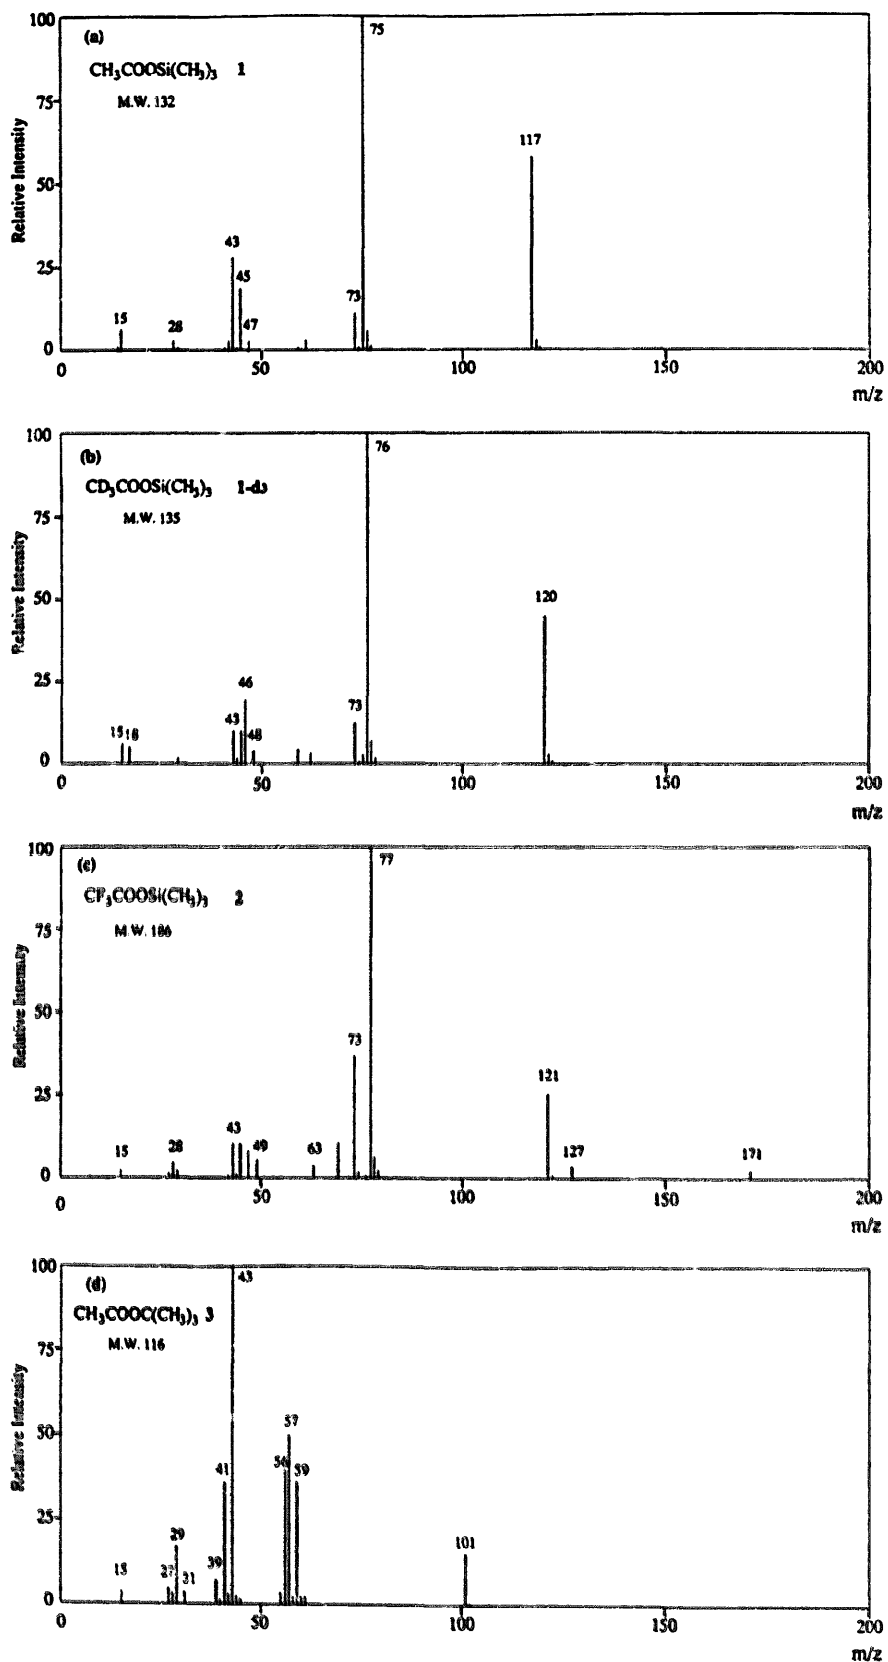 (a)
CH₃COOSi(CH₃)₃ 1
M.W. 132
Relative Intensity
100
75
50
25
0
15
28
43
45
47
73
75
117
0 50 100 150 200
m/z
(b)
CD₃COOSi(CH₃)₃ 1-d₃
M.W. 135
Relative Intensity
100
75
50
25
0
15 18
43
46
48
73
76
120
0 50 100 150 200
m/z
(c)
CF₃COOSi(CH₃)₃ 2
M.W. 186
Relative Intensity
100
75
50
25
0
15
28
43
49
63
73
77
121
127
171
0 50 100 150 200
m/z
(d)
CH₃COOC(CH₃)₃ 3
M.W. 116
Relative Intensity
100
75
50
25
0
15
27
29
31
39
41
43
56
57
59
101
0 50 100 150 200
m/z